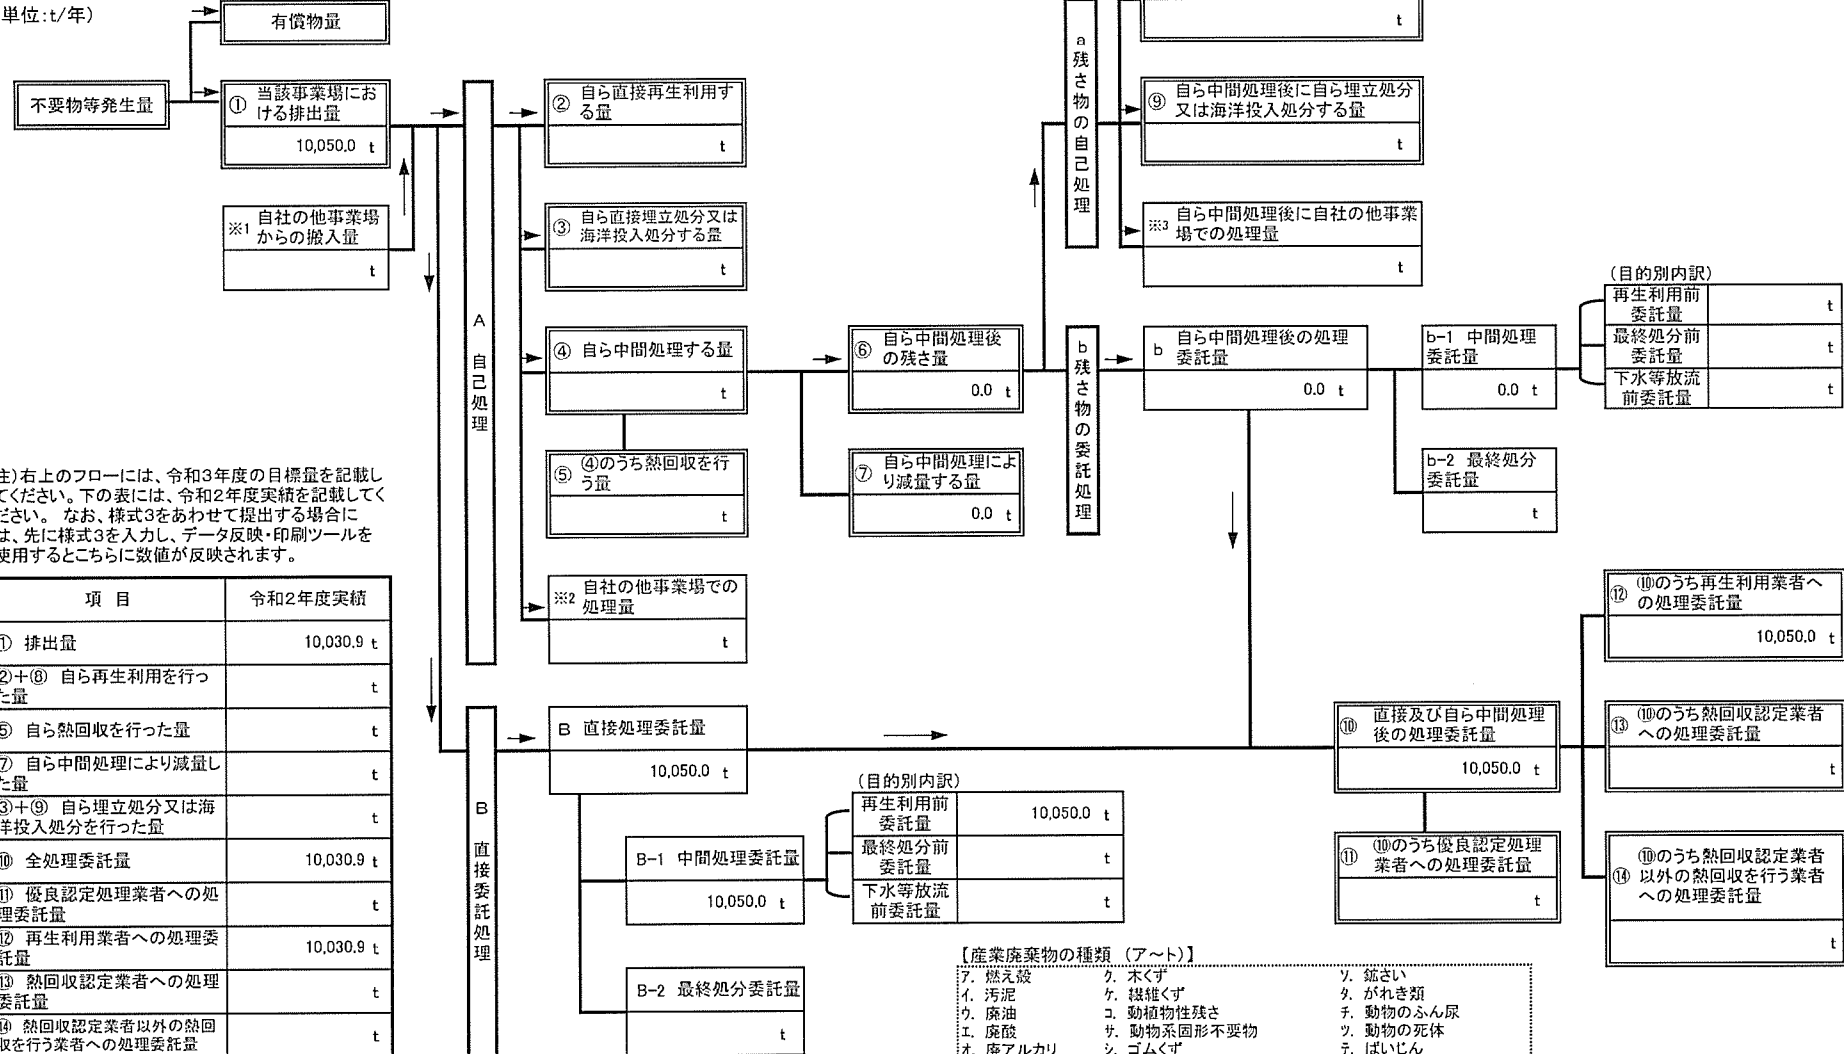 単位:t/年)
有償物量
不要物等発生量
① 当該事業場にお
ける排出量
10,050.0 t
※1 自社の他事業場
からの搬入量
t
A 自己処理
② 自ら直接再生利用す
る量
t
③ 自ら直接埋立処分又は
海洋投入処分する量
t
④ 自ら中間処理する量
t
⑤ ④のうち熱回収を行
う量
t
※2 自社の他事業場での
処理量
t
⑥ 自ら中間処理後
の残さ量
0.0 t
⑦ 自ら中間処理によ
り減量する量
0.0 t
a 残さ物の自己処理
t
⑨ 自ら中間処理後に自ら埋立処分
又は海洋投入処分する量
t
※3 自ら中間処理後に自社の他事業
場での処理量
t
b 残さ物の委託処理
b 自ら中間処理後の処理
委託量
0.0 t
b-1 中間処理
委託量
0.0 t
b-2 最終処分
委託量
t
(目的別内訳)
再生利用前
委託量
t
最終処分前
委託量
t
下水等放流
前委託量
t
注)右上のフローには、令和3年度の目標量を記載し
てください。下の表には、令和2年度実績を記載してく
ださい。 なお、様式3をあわせて提出する場合に
は、先に様式3を入力し、データ反映・印刷ツールを
使用するとこちらに数値が反映されます。
項 目 令和2年度実績
① 排出量 10,030.9 t
②+⑧ 自ら再生利用を行っ
た量 t
⑤ 自ら熱回収を行った量 t
⑦ 自ら中間処理により減量し
た量 t
③+⑨ 自ら埋立処分又は海
洋投入処分を行った量 t
⑩ 全処理委託量 10,030.9 t
⑪ 優良認定処理業者への処
理委託量 t
⑫ 再生利用業者への処理委
託量 10,030.9 t
⑬ 熱回収認定業者への処理
委託量 t
⑭ 熱回収認定業者以外の熱回
収を行う業者への処理委託量 t
B 直接委託処理
B 直接処理委託量
10,050.0 t
B-1 中間処理委託量
10,050.0 t
B-2 最終処分委託量
t
(目的別内訳)
再生利用前
委託量
10,050.0 t
最終処分前
委託量
t
下水等放流
前委託量
t
⑩ 直接及び自ら中間処理
後の処理委託量
10,050.0 t
⑪ ⑩のうち優良認定処理
業者への処理委託量
t
⑫ ⑩のうち再生利用業者へ
の処理委託量
10,050.0 t
⑬ ⑩のうち熱回収認定業者
への処理委託量
t
⑭ ⑩のうち熱回収認定業者
以外の熱回収を行う業者
への処理委託量
t
【産業廃棄物の種類 (ア~ト)】
ア. 燃え殻 ク. 木くず ソ. 鉱さい
イ. 汚泥 ケ. 繊維くず タ. がれき類
ウ. 廃油 コ. 動植物性残さ チ. 動物のふん尿
エ. 廃酸 サ. 動物系固形不要物 ツ. 動物の死体
オ. 廃アルカリ シ. ゴムくず テ. ばいじん